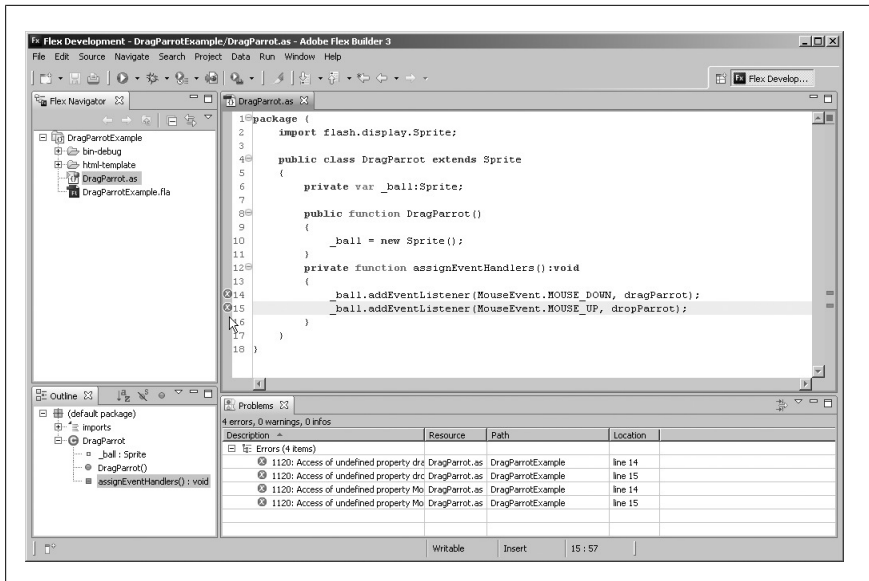 Flex Development - DragParrotExample/DragParrot.as - Adobe Flex Builder 3
File Edit Source Navigate Search Project Data Run Window Help
Flex Develop...
Flex Navigator
DragParrotExample
bin-debug
html-template
DragParrot.as
DragParrotExample.fla
DragParrot.as
1 package {
2 import flash.display.Sprite;
3
4 public class DragParrot extends Sprite
5 {
6 private var _ball:Sprite;
7
8 public function DragParrot()
9 {
10 _ball = new Sprite();
11 }
12 private function assignEventHandlers():void
13 {
14 _ball.addEventListener(MouseEvent.MOUSE_DOWN, dragParrot);
15 _ball.addEventListener(MouseEvent.MOUSE_UP, dropParrot);
16 }
17 }
18 }
Outline
(default package)
imports
DragParrot
_ball : Sprite
DragParrot()
assignEventHandlers() : void
Problems
4 errors, 0 warnings, 0 infos
Description Resource Path Location
Errors (4 items)
1120: Access of undefined property dra DragParrot.as DragParrotExample line 14
1120: Access of undefined property drc DragParrot.as DragParrotExample line 15
1120: Access of undefined property Mo DragParrot.as DragParrotExample line 14
1120: Access of undefined property Mo DragParrot.as DragParrotExample line 15
Writable Insert 15 : 57